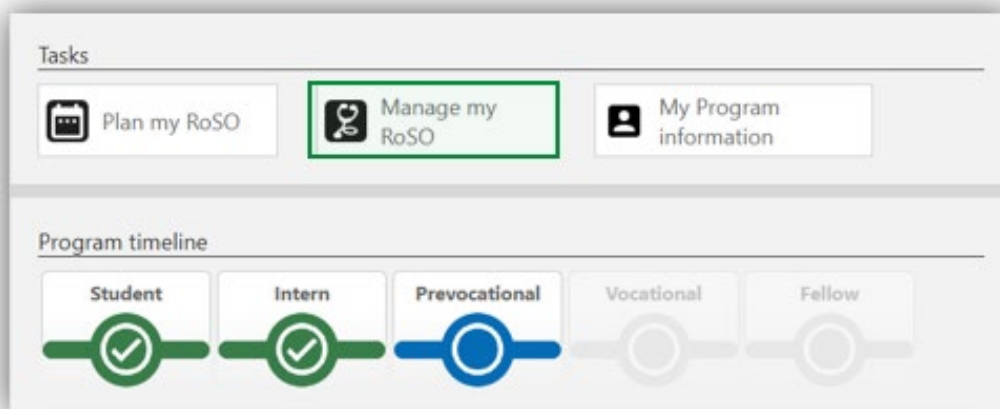 Tasks
Plan my RoSO
Manage my
RoSO
My Program
information
Program timeline
Student
Intern
Prevocational
Vocational
Fellow